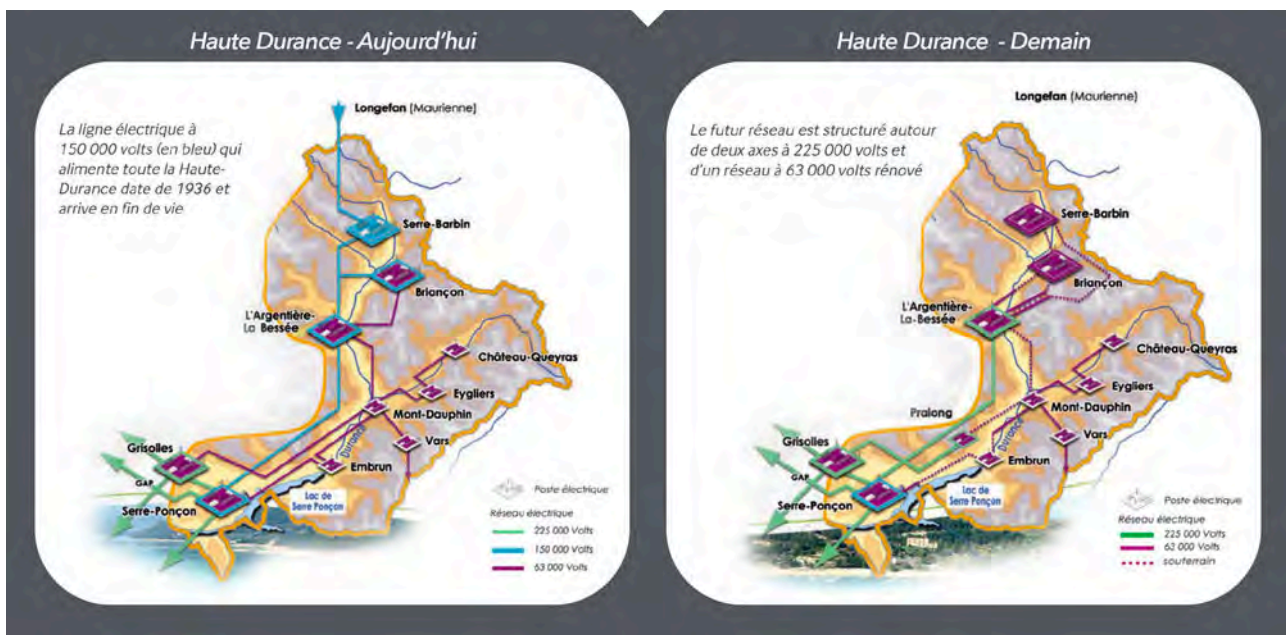 Haute Durance - Aujourd'hui
Longefan (Maurienne)
La ligne électrique à
150 000 volts (en bleu) qui
alimente toute la Haute-
Durance date de 1936 et
arrive en fin de vie
Serre-Barbin
Briançon
L'Argentière-
La Bessée
Château-Queyras
Eygliers
Mont-Dauphin
Vars
Durance
Grisolles
Embrun
GAP
Serre-Ponçon
Lac de
Serre Ponçon
Poste électrique
Réseau électrique
225 000 Volts
150 000 Volts
63 000 Volts
Haute Durance - Demain
Longefan (Maurienne)
Le futur réseau est structuré autour
de deux axes à 225 000 volts et
d'un réseau à 63 000 volts rénové
Serre-Barbin
Briançon
L'Argentière-
La-Bessée
Château-Queyras
Eygliers
Pralong
Mont-Dauphin
Vars
Durance
Grisolles
Embrun
GAP
Serre-Ponçon
Lac de
Serre Ponçon
Poste électrique
Réseau électrique
225 000 Volts
63 000 Volts
souterrain